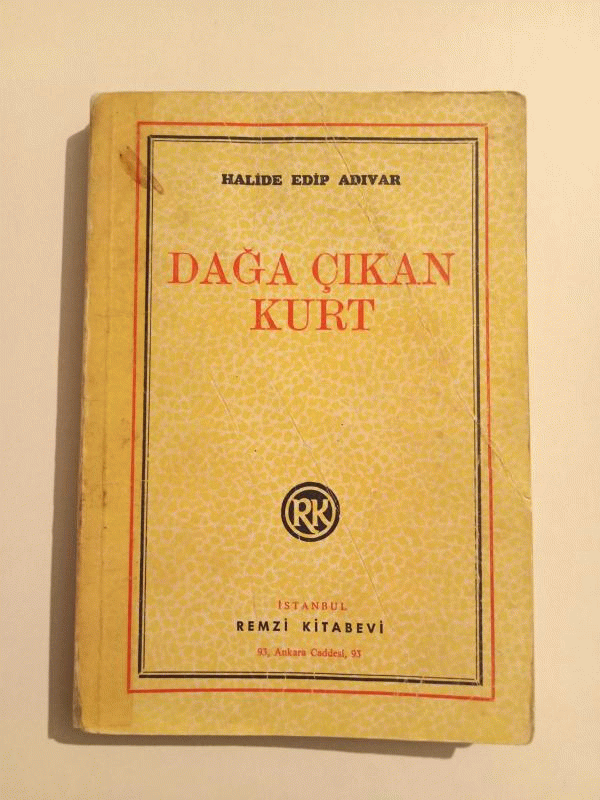 HALİDE EDİP ADIVAR
DAĞA ÇIKAN
KURT
RK
İSTANBUL
REMZİ KİTABEVİ
93, Ankara Caddesi, 93